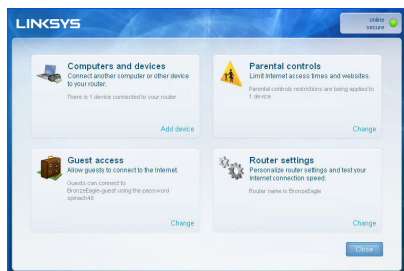 LINKSYS
online
secure
Computers and devices
Connect another computer or other device
to your router.
There is 1 device connected to your router
Add device
Parental controls
Limit Internet access times and websites.
Parental controls restrictions are being applied to
1 device
Change
Guest access
Allow guests to connect to the Internet.
Guests can connect to
BronzeEagle-guest using the password
Change
Router settings
Personalize router settings and test your
Internet connection speed.
Router name is BronzeEagle
Change
Close